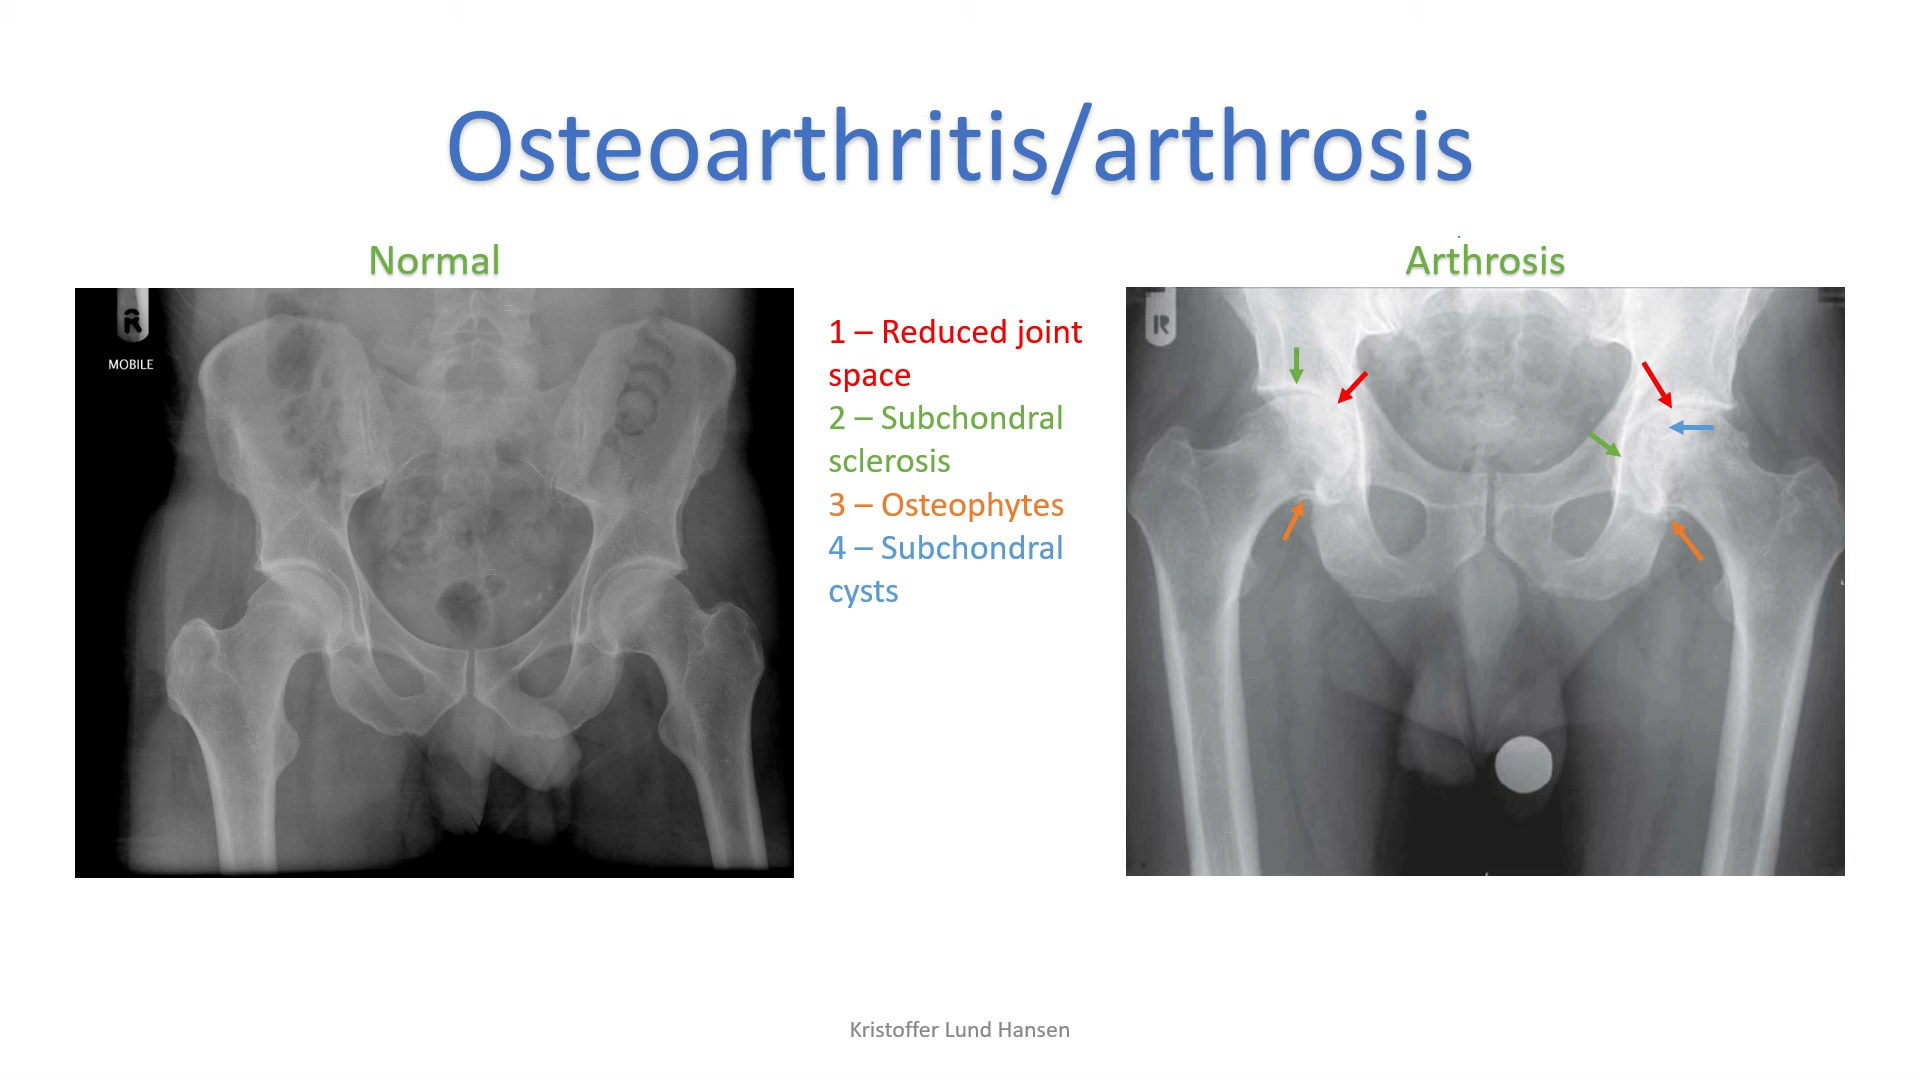 Osteoarthritis/arthrosis
Normal
Arthrosis
R
MOBILE
1 – Reduced joint
space
2 – Subchondral
sclerosis
3 – Osteophytes
4 – Subchondral
cysts
R
Kristoffer Lund Hansen